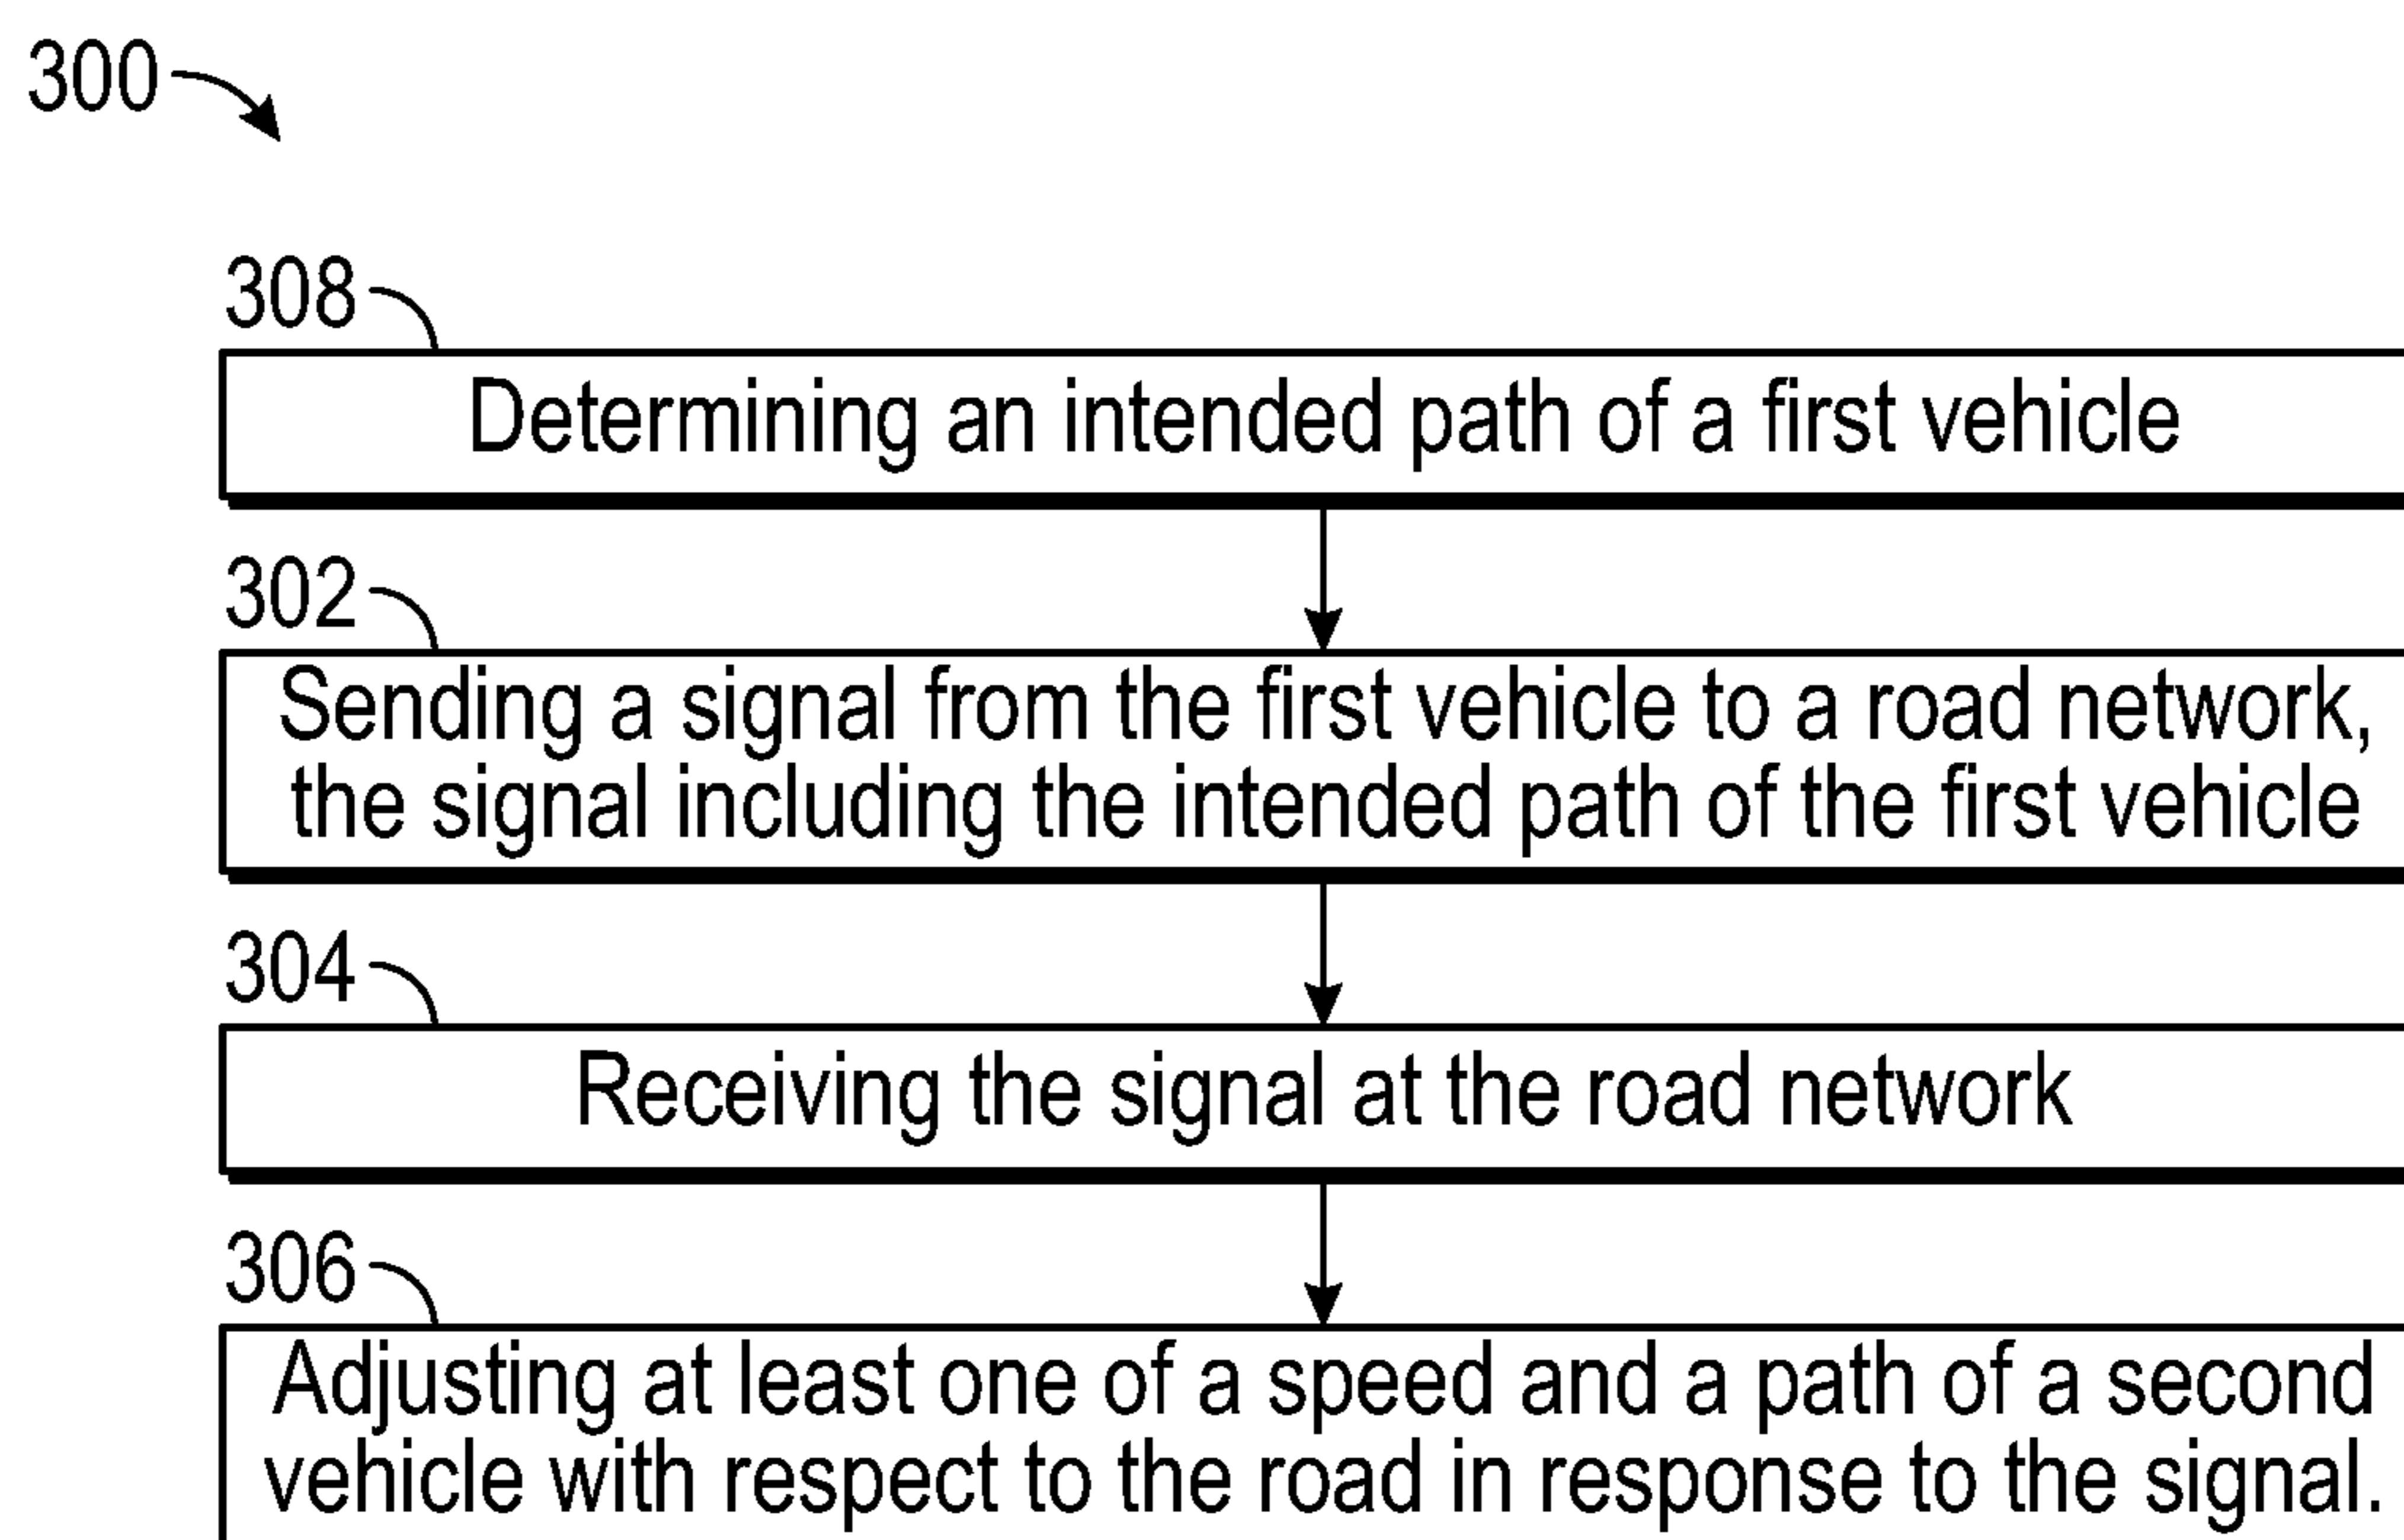 300
308
Determining an intended path of a first vehicle
302
Sending a signal from the first vehicle to a road network,
the signal including the intended path of the first vehicle
304
Receiving the signal at the road network
306
Adjusting at least one of a speed and a path of a second
vehicle with respect to the road in response to the signal.